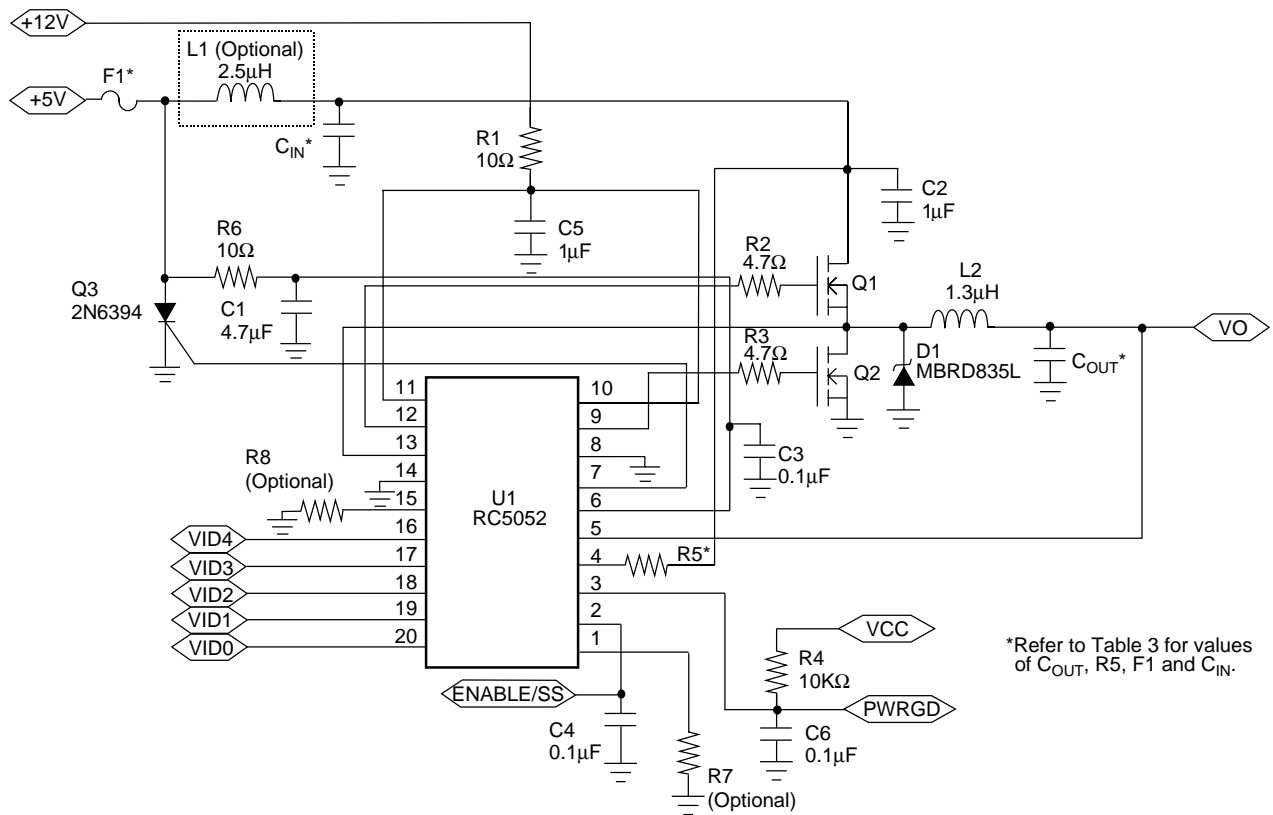 +12V
L1 (Optional)
2.5µH
F1*
+5V
CIN*
R1
10Ω
C2
1µF
C5
1µF
R6
10Ω
R2
4.7Ω
Q1
L2
1.3µH
Q3
2N6394
C1
4.7µF
VO
R3
4.7Ω
Q2
D1
MBRD835L
COUT*
11
12
13
14
15
16
17
18
19
20
10
9
8
7
6
5
4
3
2
1
U1
RC5052
R8
(Optional)
C3
0.1µF
R5*
VID4
VID3
VID2
VID1
VID0
VCC
R4
10KΩ
*Refer to Table 3 for values
of COUT, R5, F1 and CIN.
ENABLE/SS
PWRGD
C4
0.1µF
C6
0.1µF
R7
(Optional)